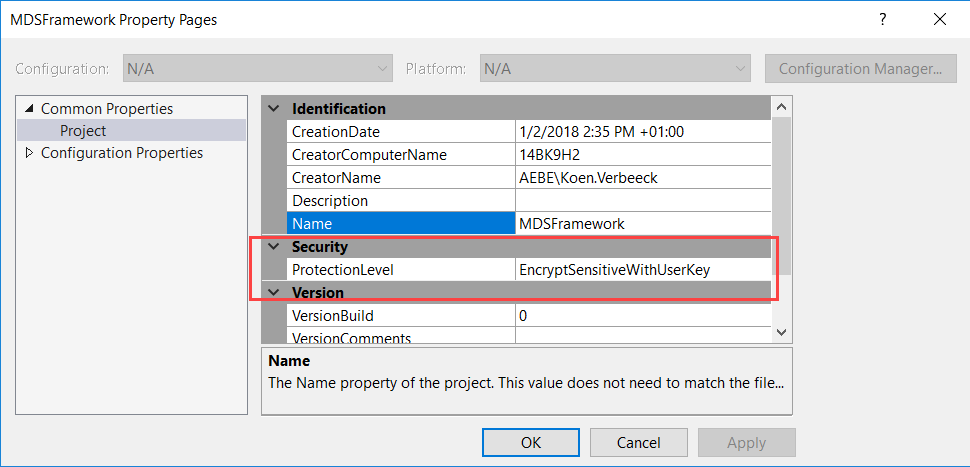 MDSFramework Property Pages
?
Configuration: N/A Platform: N/A Configuration Manager...
Common Properties
Project
Configuration Properties
Identification
CreationDate 1/2/2018 2:35 PM +01:00
CreatorComputerName 14BK9H2
CreatorName AEBE\Koen.Verbeeck
Description
Name MDSFramework
Security
ProtectionLevel EncryptSensitiveWithUserKey
Version
VersionBuild 0
VersionComments
Name
The Name property of the project. This value does not need to match the file...
OK Cancel Apply